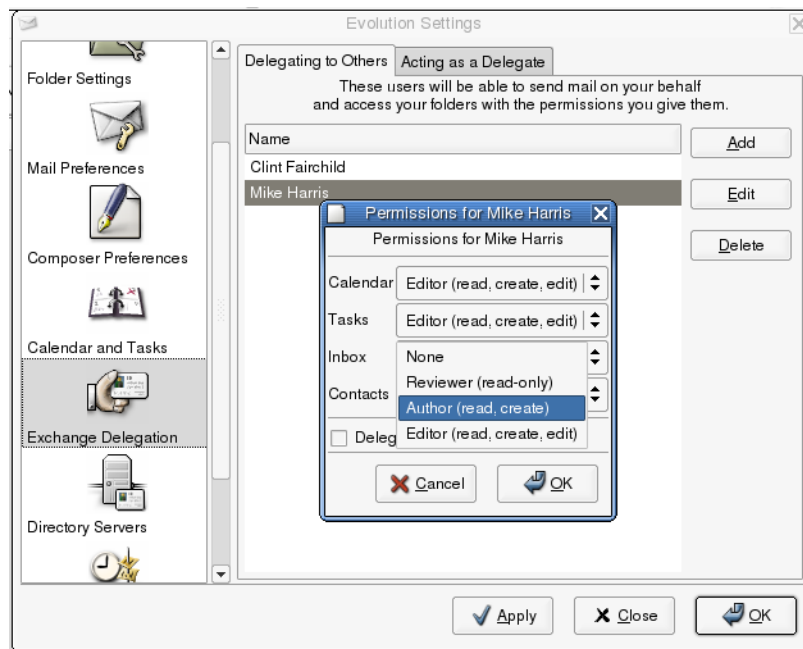 Evolution Settings
Folder Settings
Mail Preferences
Composer Preferences
Calendar and Tasks
Exchange Delegation
Directory Servers
Delegating to Others
Acting as a Delegate
These users will be able to send mail on your behalf
and access your folders with the permissions you give them.
Name
Clint Fairchild
Mike Harris
Add
Edit
Delete
Permissions for Mike Harris
Permissions for Mike Harris
Calendar Editor (read, create, edit)
Tasks Editor (read, create, edit)
Inbox
Contacts
None
Reviewer (read-only)
Author (read, create)
Editor (read, create, edit)
Deleg
Cancel
OK
Apply
Close
OK